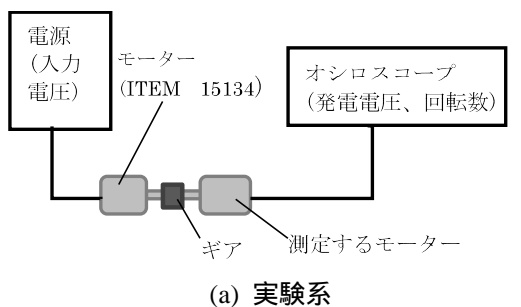 電源
(入力
電圧)
モーター
(ITEM 15134)
オシロスコープ
(発電電圧、回転数)
ギア
測定するモーター
(a) 実験系